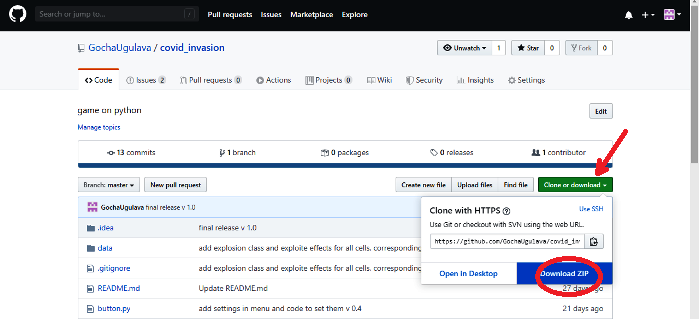 Search or jump to... / Pull requests Issues Marketplace Explore
GochaUgulava / covid_invasion Unwatch 1 Star 0 Fork 0
Code Issues 2 Pull requests 0 Actions Projects 0 Wiki Security Insights Settings
game on python Edit
Manage topics
13 commits 1 branch 0 packages 0 releases 1 contributor
Branch: master New pull request Create new file Upload files Find file Clone or download
GochaUgulava final release v 1.0
.idea final release v 1.0
data add explosion class and exploite effects for all cells. corresponding
.gitignore add explosion class and exploite effects for all cells. corresponding
README.md Update README.md 27 days ago
button.py add settings in menu and code to set them v 0.4 21 days ago
Clone with HTTPS Use SSH
Use Git or checkout with SVN using the web URL.
https://github.com/GochaUgulava/covid_in
Open in Desktop Download ZIP